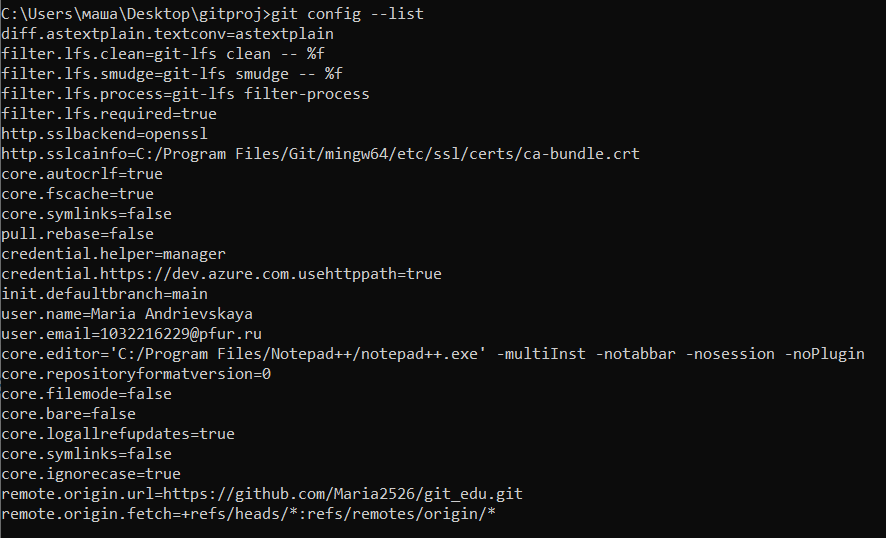 C:\Users\маша\Desktop\gitproj>git config --list
diff.astextplain.textconv=astextplain
filter.lfs.clean=git-lfs clean -- %f
filter.lfs.smudge=git-lfs smudge -- %f
filter.lfs.process=git-lfs filter-process
filter.lfs.required=true
http.sslbackend=openssl
http.sslcainfo=C:/Program Files/Git/mingw64/etc/ssl/certs/ca-bundle.crt
core.autocrlf=true
core.fscache=true
core.symlinks=false
pull.rebase=false
credential.helper=manager
credential.https://dev.azure.com.usehttppath=true
init.defaultbranch=main
user.name=Maria Andrievskaya
user.email=1032216229@pfur.ru
core.editor='C:/Program Files/Notepad++/notepad++.exe' -multiInst -notabbar -nosession -noPlugin
core.repositoryformatversion=0
core.filemode=false
core.bare=false
core.logallrefupdates=true
core.symlinks=false
core.ignorecase=true
remote.origin.url=https://github.com/Maria2526/git_edu.git
remote.origin.fetch=+refs/heads/*:refs/remotes/origin/*